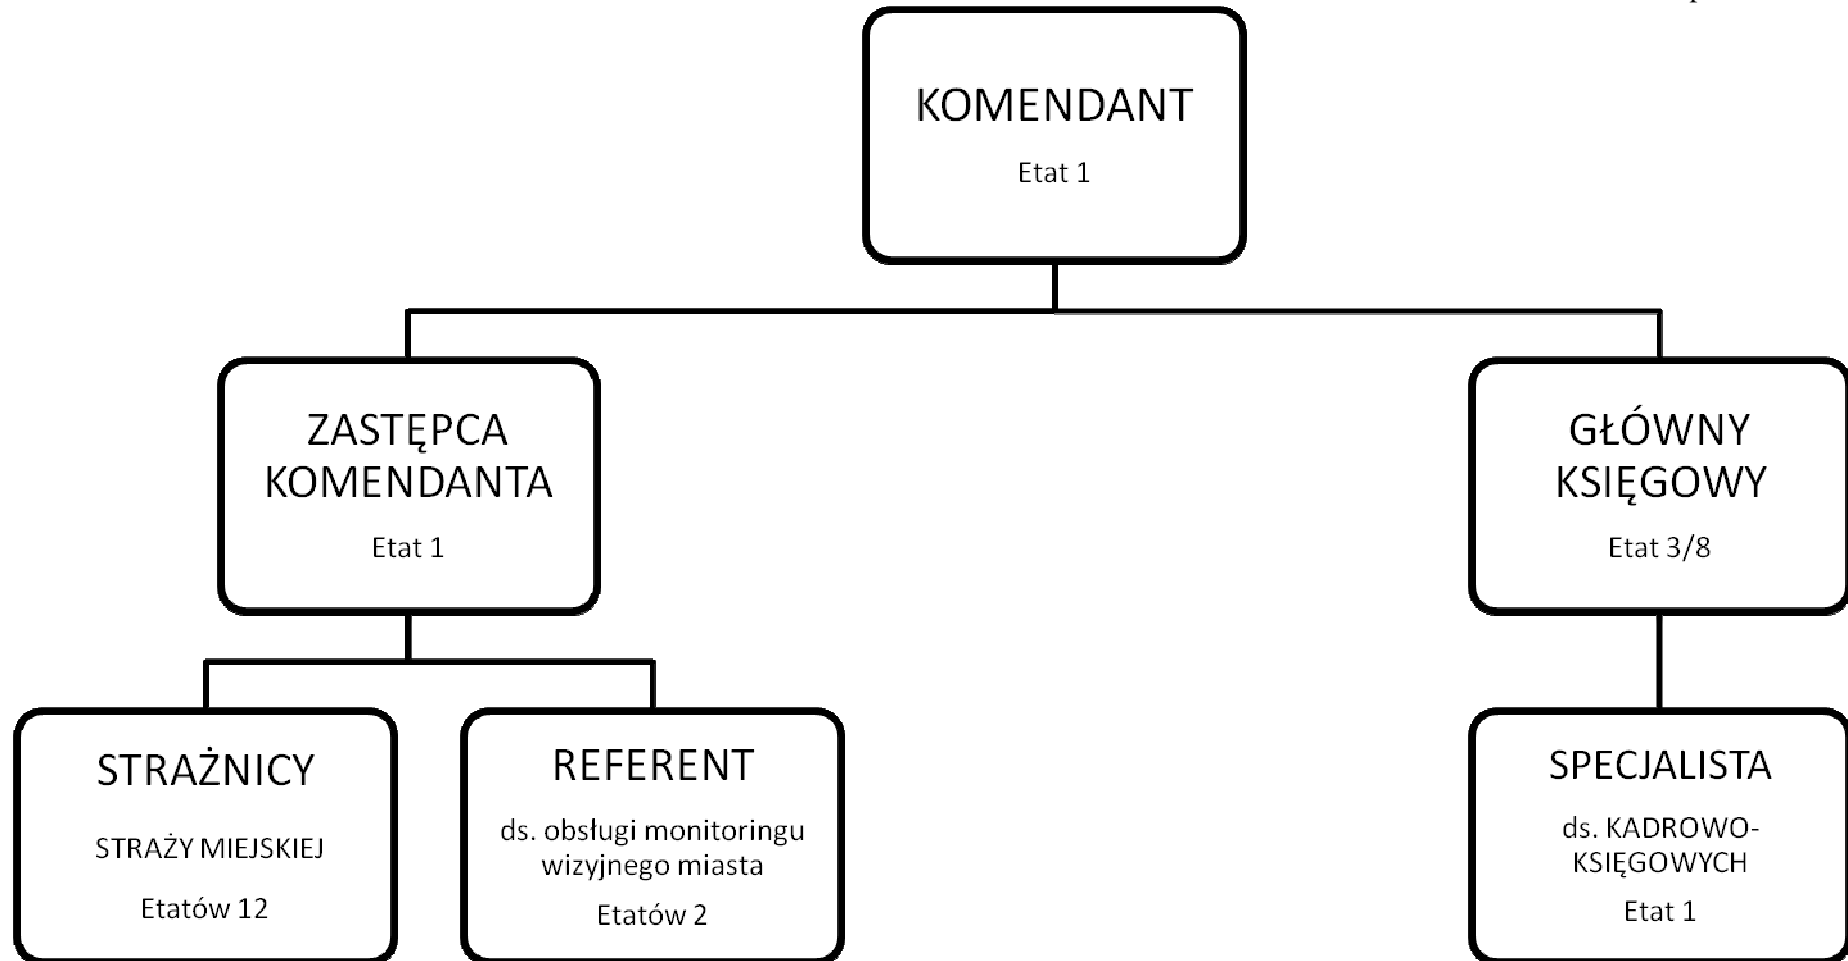 KOMENDANT
Etat 1
ZASTĘPCA
KOMENDANTA
Etat 1
GŁÓWNY
KSIĘGOWY
Etat 3/8
STRAŻNICY
STRAŻY MIEJSKIEJ
Etatów 12
REFERENT
ds. obsługi monitoringu
wizyjnego miasta
Etatów 2
SPECJALISTA
ds. KADROWO-
KSIĘGOWYCH
Etat 1